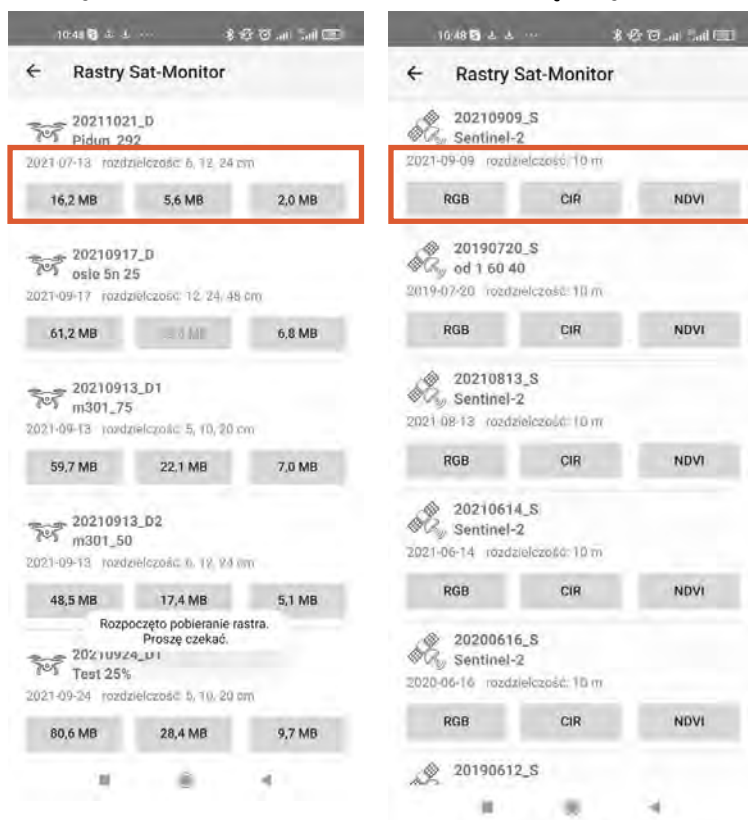 10:48
Rastry Sat-Monitor
20211021_D
Pidun_292
2021-07-13 rozdzielczość: 6, 12, 24 cm
16,2 MB 5,6 MB 2,0 MB
20210917_D
osie 5n 25
2021-09-17 rozdzielczość: 12, 24, 48 cm
61,2 MB 6,8 MB
20210913_D1
m301_75
2021-09-13 rozdzielczość: 5, 10, 20 cm
59,7 MB 22,1 MB 7,0 MB
20210913_D2
m301_50
2021-09-13 rozdzielczość: 6, 12, 24 cm
48,5 MB 17,4 MB 5,1 MB
Rozpoczęto pobieranie rastra.
Proszę czekać.
20210924_D1
Test 25%
2021-09-24 rozdzielczość: 5, 10, 20 cm
80,6 MB 28,4 MB 9,7 MB
10:48
Rastry Sat-Monitor
20210909_S
Sentinel-2
2021-09-09 rozdzielczość: 10 m
RGB CIR NDVI
20190720_S
od 1 60 40
2019-07-20 rozdzielczość: 10 m
RGB CIR NDVI
20210813_S
Sentinel-2
2021-08-13 rozdzielczość: 10 m
RGB CIR NDVI
20210614_S
Sentinel-2
2021-06-14 rozdzielczość: 10 m
RGB CIR NDVI
20200616_S
Sentinel-2
2020-06-16 rozdzielczość: 10 m
RGB CIR NDVI
20190612_S